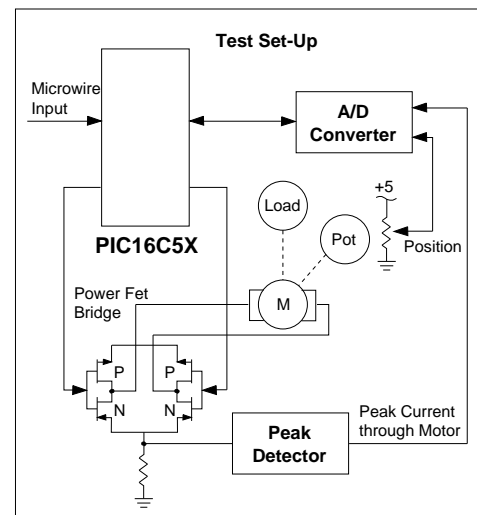 Test Set-Up
Microwire
Input
A/D
Converter
+5
Load
Pot
Position
PIC16C5X
M
Power Fet
Bridge
P
P
N
N
Peak
Detector
Peak Current
through Motor